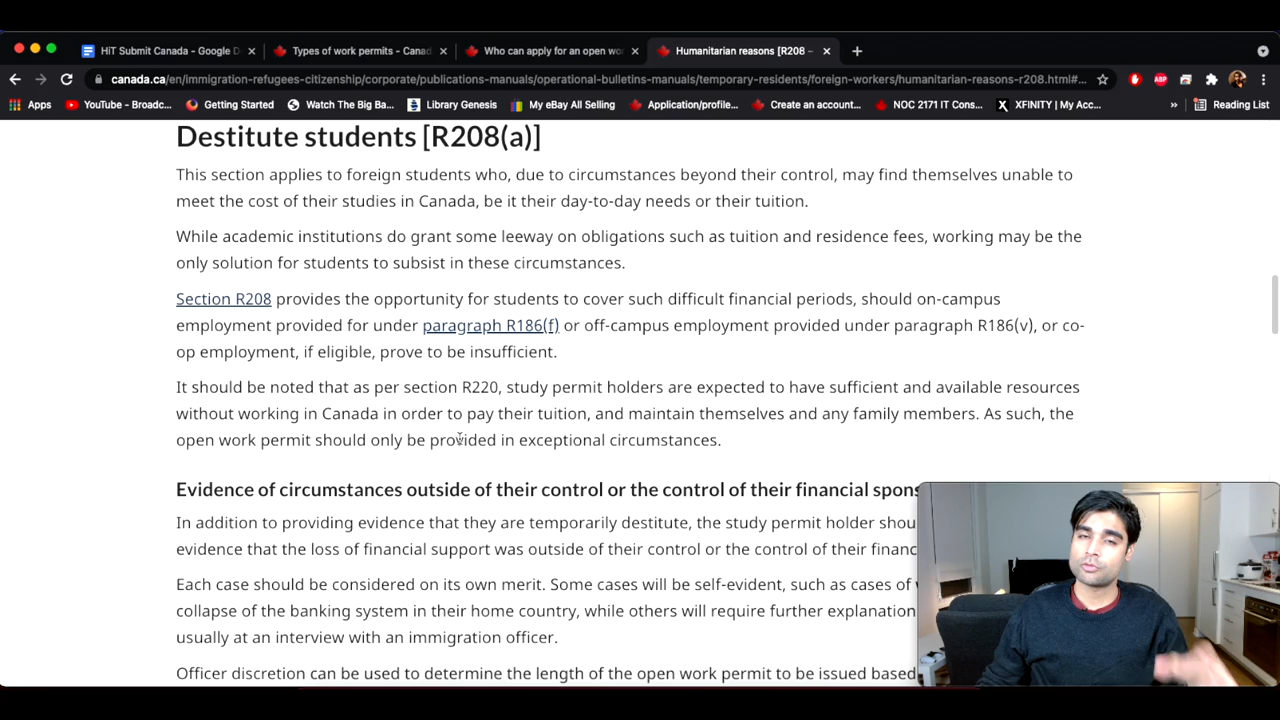 HiT Submit Canada - Google D
Types of work permits - Canad
Who can apply for an open wo
Humanitarian reasons [R208 –
canada.ca/en/immigration-refugees-citizenship/corporate/publications-manuals/operational-bulletins-manuals/temporary-residents/foreign-workers/humanitarian-reasons-r208.html#...
Apps
YouTube - Broadc...
Getting Started
Watch The Big Ba...
Library Genesis
My eBay All Selling
Application/profile...
Create an account...
NOC 2171 IT Cons...
XFINITY | My Acc...
»
Reading List
ABP
Destitute students [R208(a)]
This section applies to foreign students who, due to circumstances beyond their control, may find themselves unable to
meet the cost of their studies in Canada, be it their day-to-day needs or their tuition.
While academic institutions do grant some leeway on obligations such as tuition and residence fees, working may be the
only solution for students to subsist in these circumstances.
Section R208 provides the opportunity for students to cover such difficult financial periods, should on-campus
employment provided for under paragraph R186(f) or off-campus employment provided under paragraph R186(v), or co-
op employment, if eligible, prove to be insufficient.
It should be noted that as per section R220, study permit holders are expected to have sufficient and available resources
without working in Canada in order to pay their tuition, and maintain themselves and any family members. As such, the
open work permit should only be provided in exceptional circumstances.
Evidence of circumstances outside of their control or the control of their financial spons
In addition to providing evidence that they are temporarily destitute, the study permit holder shou
evidence that the loss of financial support was outside of their control or the control of their financ
Each case should be considered on its own merit. Some cases will be self-evident, such as cases of
collapse of the banking system in their home country, while others will require further explanation
usually at an interview with an immigration officer.
Officer discretion can be used to determine the length of the open work permit to be issued based